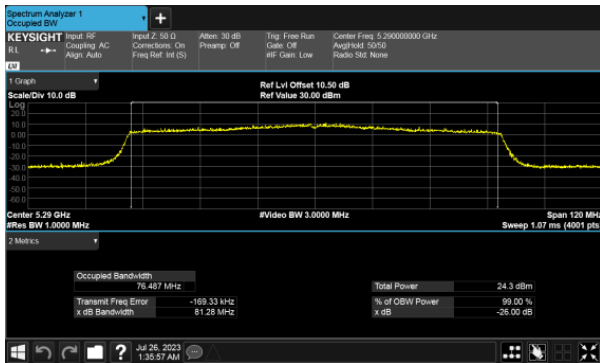 Spectrum Analyzer 1
Occupied BW
KEYSIGHT
R L
Input: RF
Coupling: AC
Align: Auto
Input Z: 50 Ω
Corrections: On
Freq Ref: Int (S)
Atten: 30 dB
Preamp: Off
Trig: Free Run
Gate: Off
#IF Gain: Low
Center Freq: 5.290000000 GHz
Avg|Hold: 50/50
Radio Std: None
1 Graph
Scale/Div 10.0 dB
Ref Lvl Offset 10.50 dB
Ref Value 30.00 dBm
Log
20.0
10.0
0.00
-10.0
-20.0
-30.0
-40.0
-50.0
-60.0
Center 5.29 GHz
#Video BW 3.0000 MHz
Span 120 MHz
#Res BW 1.0000 MHz
Sweep 1.07 ms (4001 pts)
2 Metrics
Occupied Bandwidth
76.487 MHz
Total Power 24.3 dBm
Transmit Freq Error -169.33 kHz
% of OBW Power 99.00 %
x dB Bandwidth 81.28 MHz
x dB -26.00 dB
Jul 26, 2023
1:35:57 AM